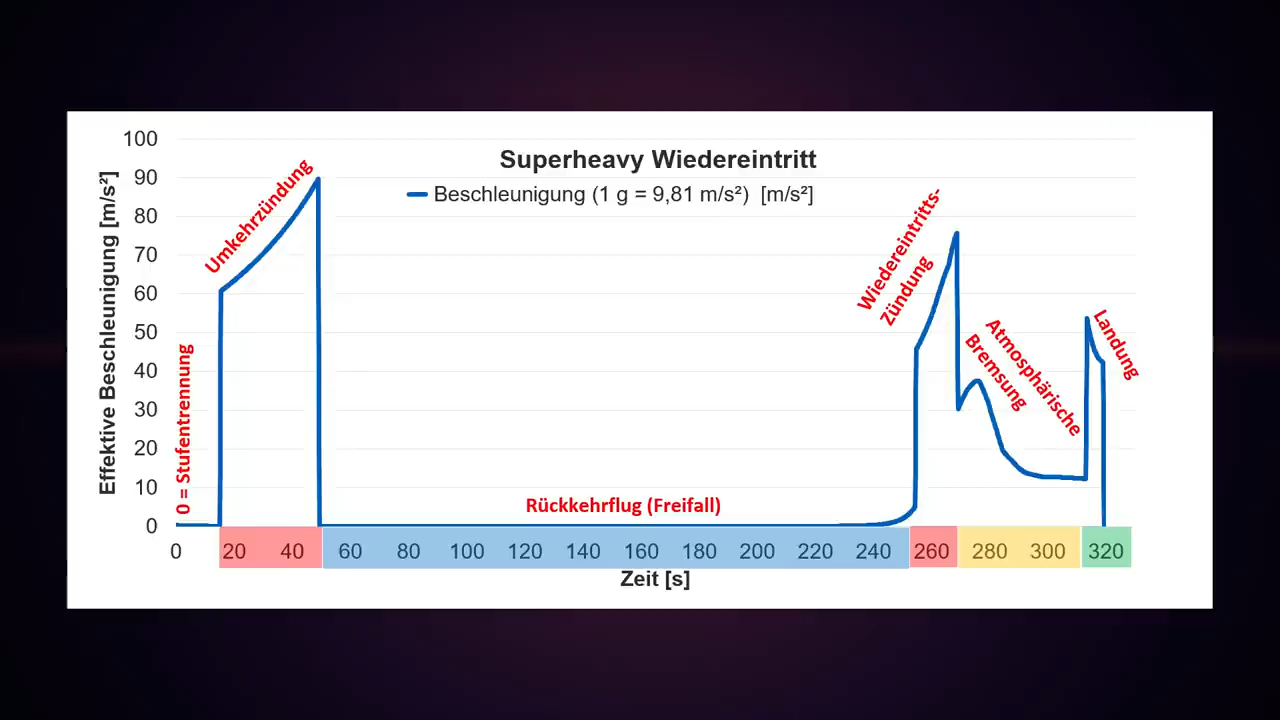 Superheavy Wiedereintritt
Beschleunigung (1 g = 9,81 m/s²) [m/s²]
Effektive Beschleunigung [m/s²]
100
90
80
70
60
50
40
30
20
10
0
0 = Stufentrennung
Umkehrzündung
Rückkehrflug (Freifall)
Wiedereintritts-
Zündung
Atmosphärische
Bremsung
Landung
0 20 40 60 80 100 120 140 160 180 200 220 240 260 280 300 320
Zeit [s]